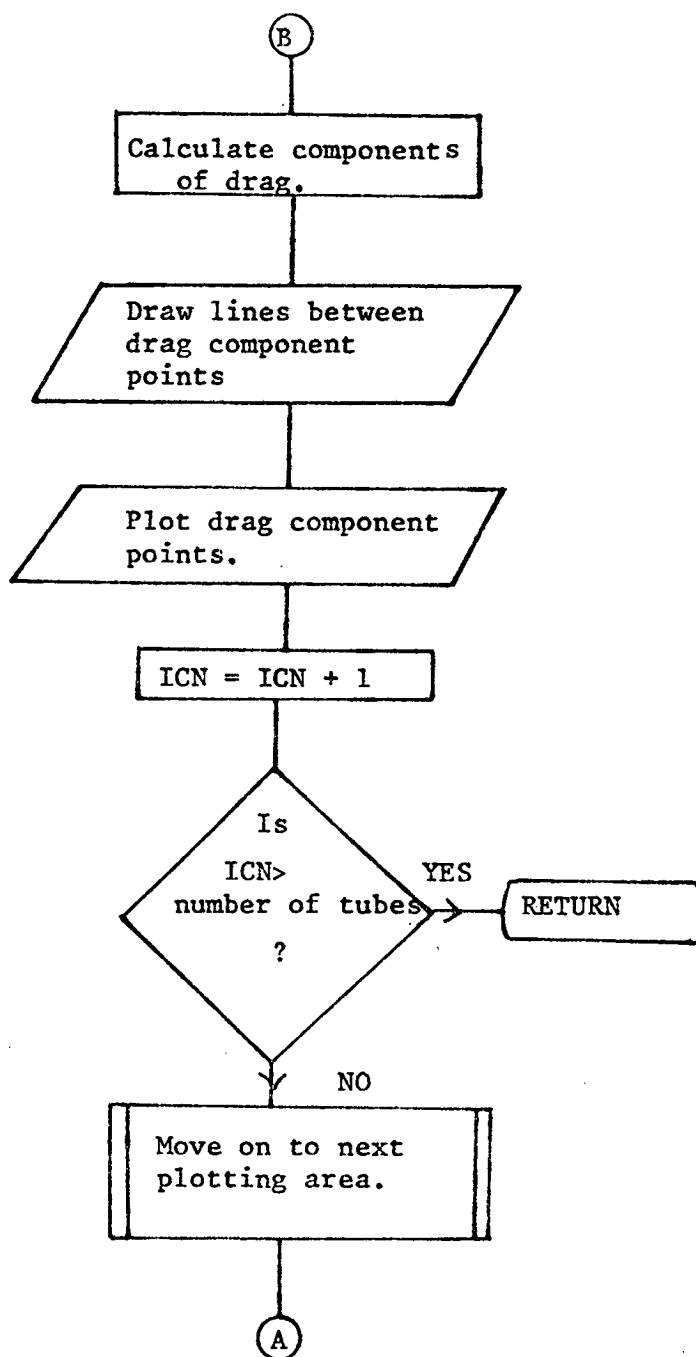 B
Calculate components
of drag.
Draw lines between
drag component
points
Plot drag component
points.
ICN = ICN + 1
Is
ICN>
number of tubes
?
YES
RETURN
NO
Move on to next
plotting area.
A